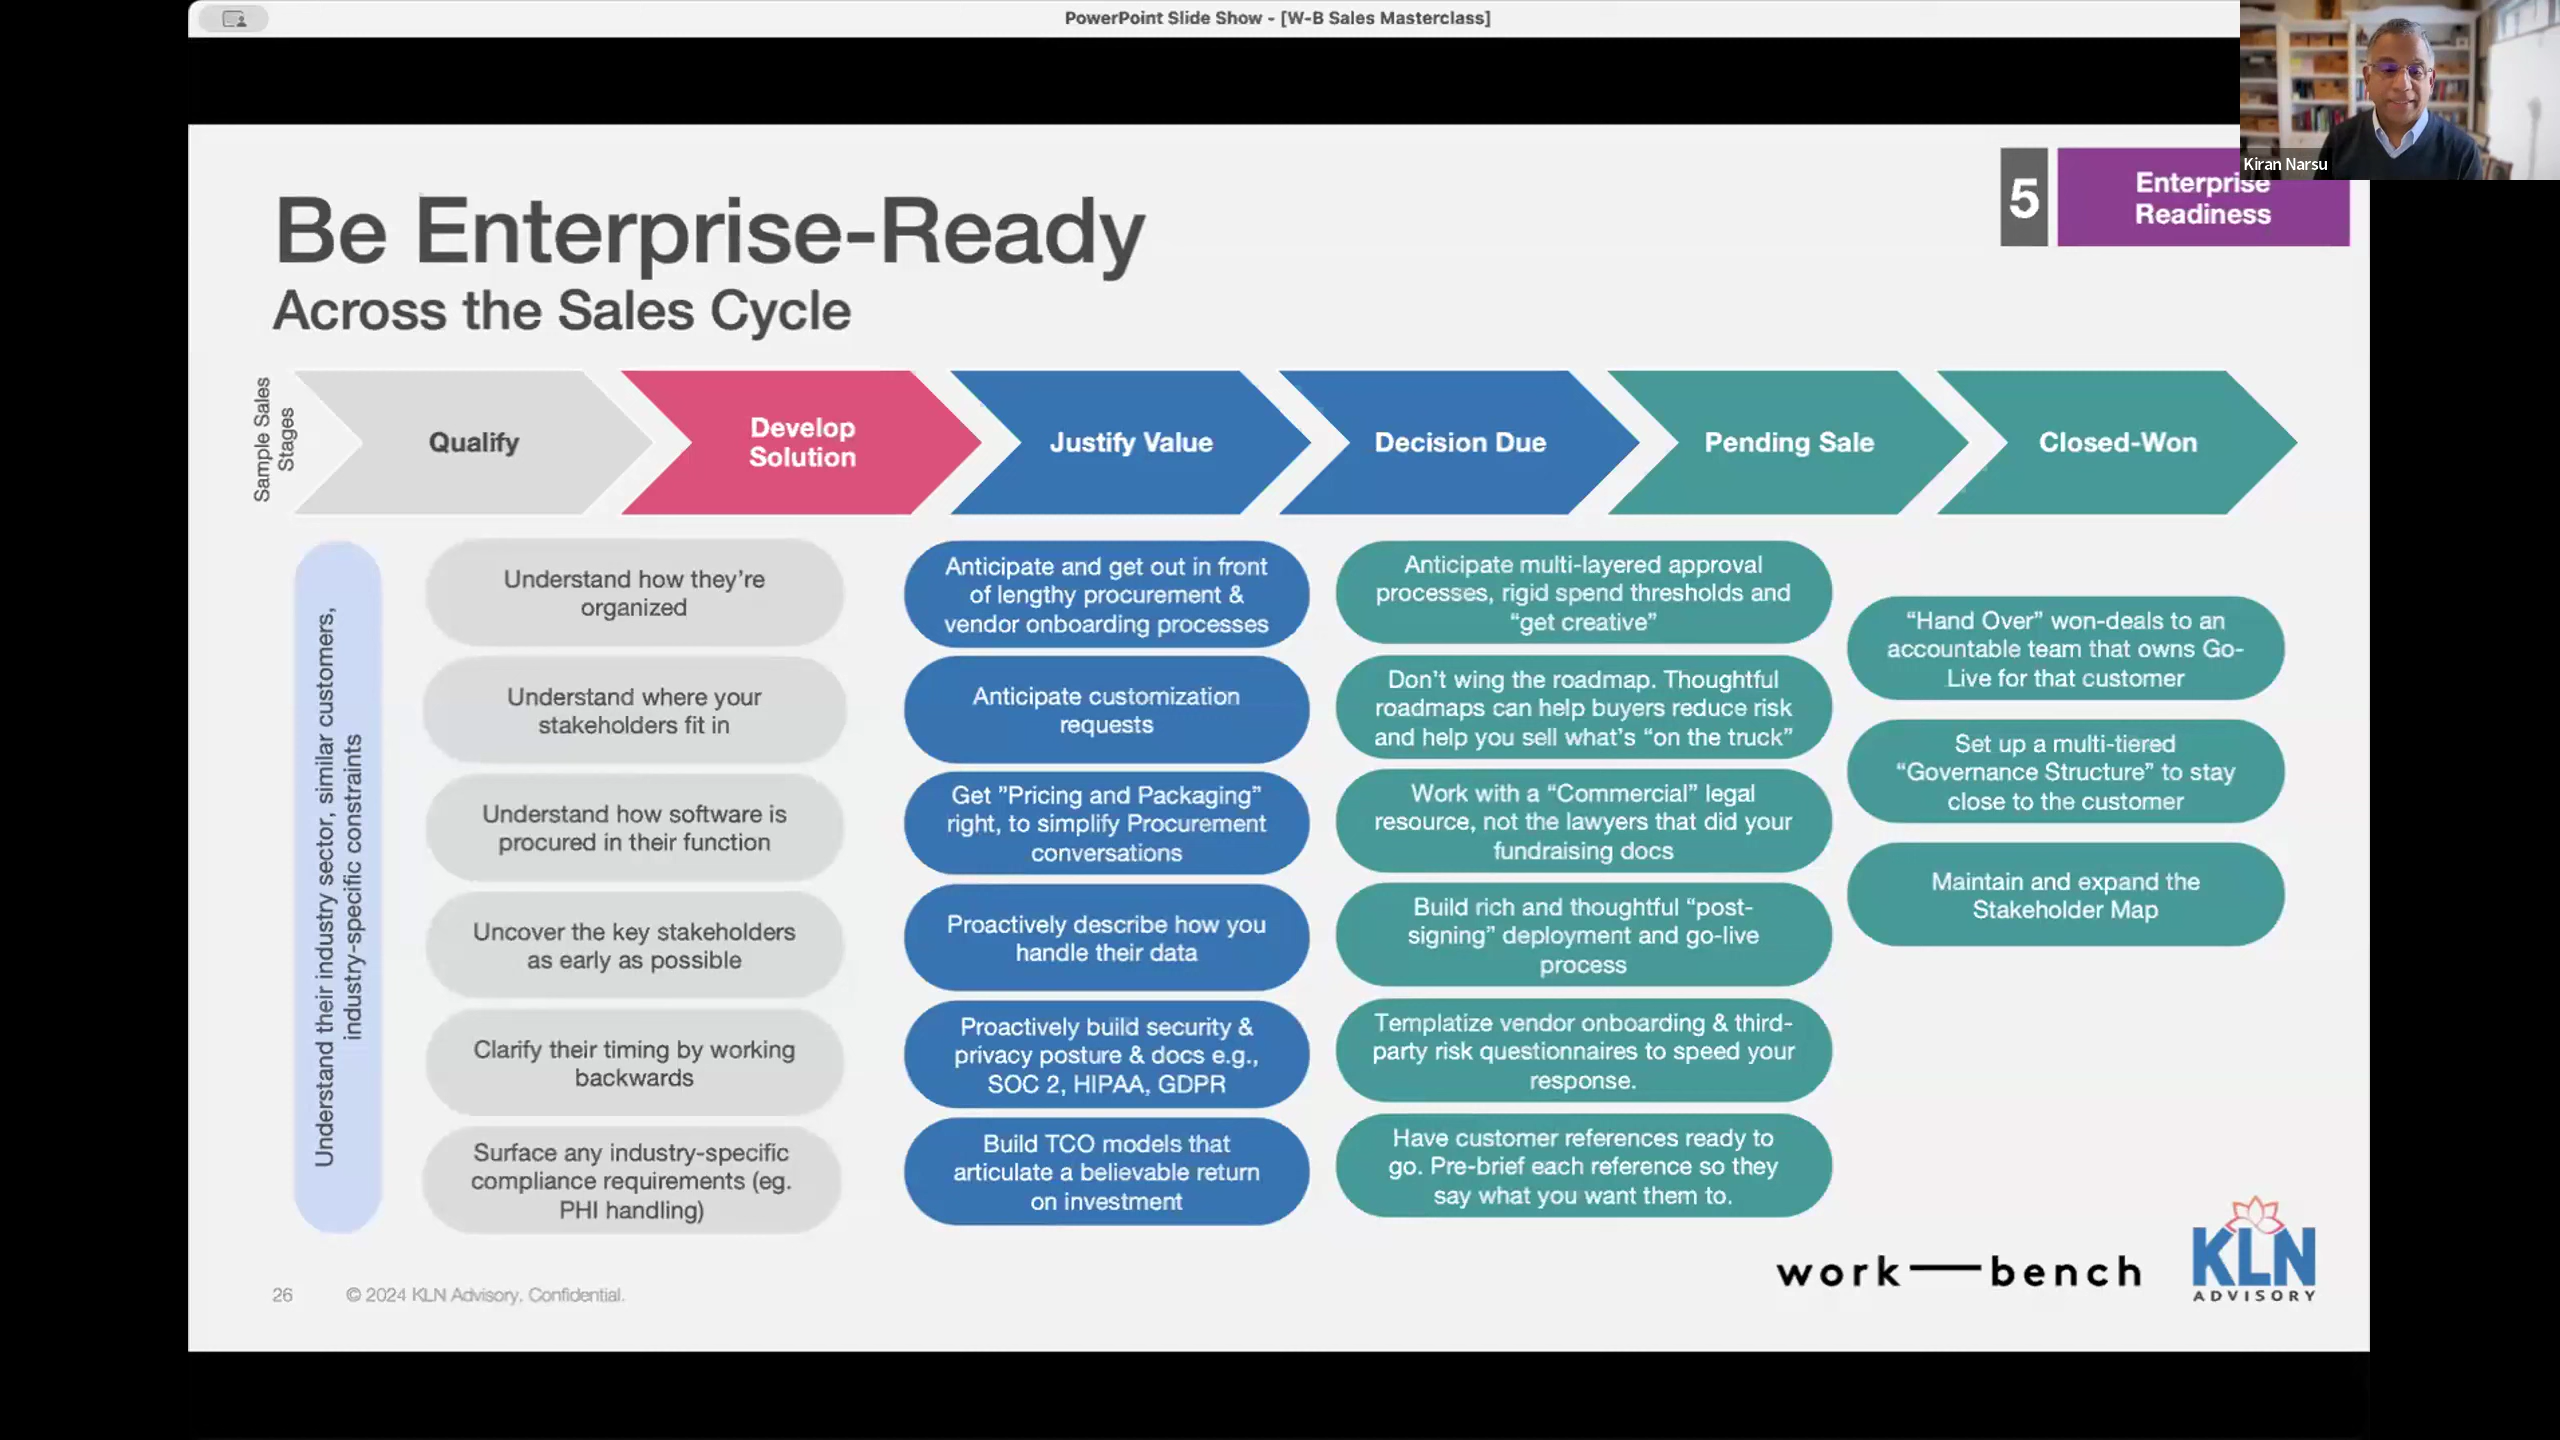 PowerPoint Slide Show - [W-B Sales Masterclass]
Kiran Narsu
5
Enterprise
Readiness
Be Enterprise-Ready
Across the Sales Cycle
Sample Sales
Stages
Qualify
Develop
Solution
Justify Value
Decision Due
Pending Sale
Closed-Won
Understand their industry sector, similar customers,
industry-specific constraints
Understand how they’re
organized
Understand where your
stakeholders fit in
Understand how software is
procured in their function
Uncover the key stakeholders
as early as possible
Clarify their timing by working
backwards
Surface any industry-specific
compliance requirements (eg.
PHI handling)
Anticipate and get out in front
of lengthy procurement &
vendor onboarding processes
Anticipate customization
requests
Get ”Pricing and Packaging”
right, to simplify Procurement
conversations
Proactively describe how you
handle their data
Proactively build security &
privacy posture & docs e.g.,
SOC 2, HIPAA, GDPR
Build TCO models that
articulate a believable return
on investment
Anticipate multi-layered approval
processes, rigid spend thresholds and
“get creative”
Don’t wing the roadmap. Thoughtful
roadmaps can help buyers reduce risk
and help you sell what’s “on the truck”
Work with a “Commercial” legal
resource, not the lawyers that did your
fundraising docs
Build rich and thoughtful “post-
signing” deployment and go-live
process
Templatize vendor onboarding & third-
party risk questionnaires to speed your
response.
Have customer references ready to
go. Pre-brief each reference so they
say what you want them to.
“Hand Over” won-deals to an
accountable team that owns Go-
Live for that customer
Set up a multi-tiered
“Governance Structure” to stay
close to the customer
Maintain and expand the
Stakeholder Map
26
© 2024 KLN Advisory. Confidential.
work—bench
KLN
ADVISORY